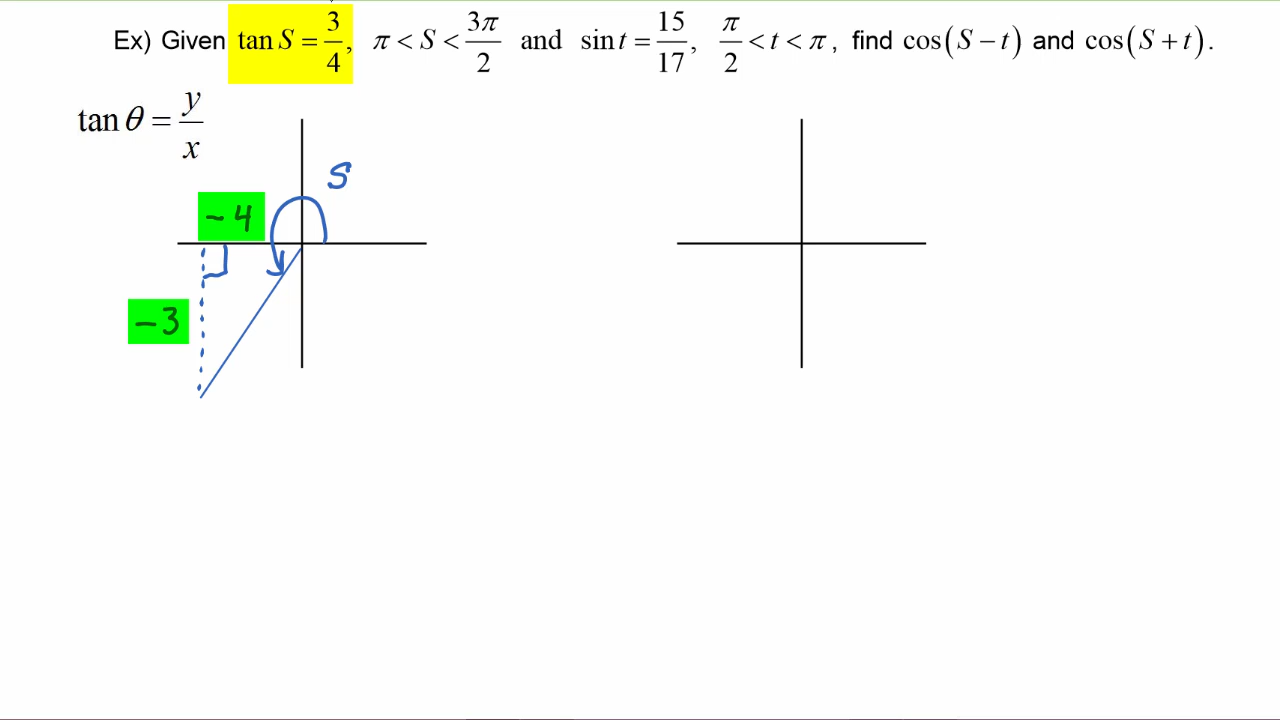 Ex) Given tan S = 3/4, π < S < 3π/2 and sin t = 15/17, π/2 < t < π, find cos(S − t) and cos(S + t).
tan θ = y/x
S
−4
−3